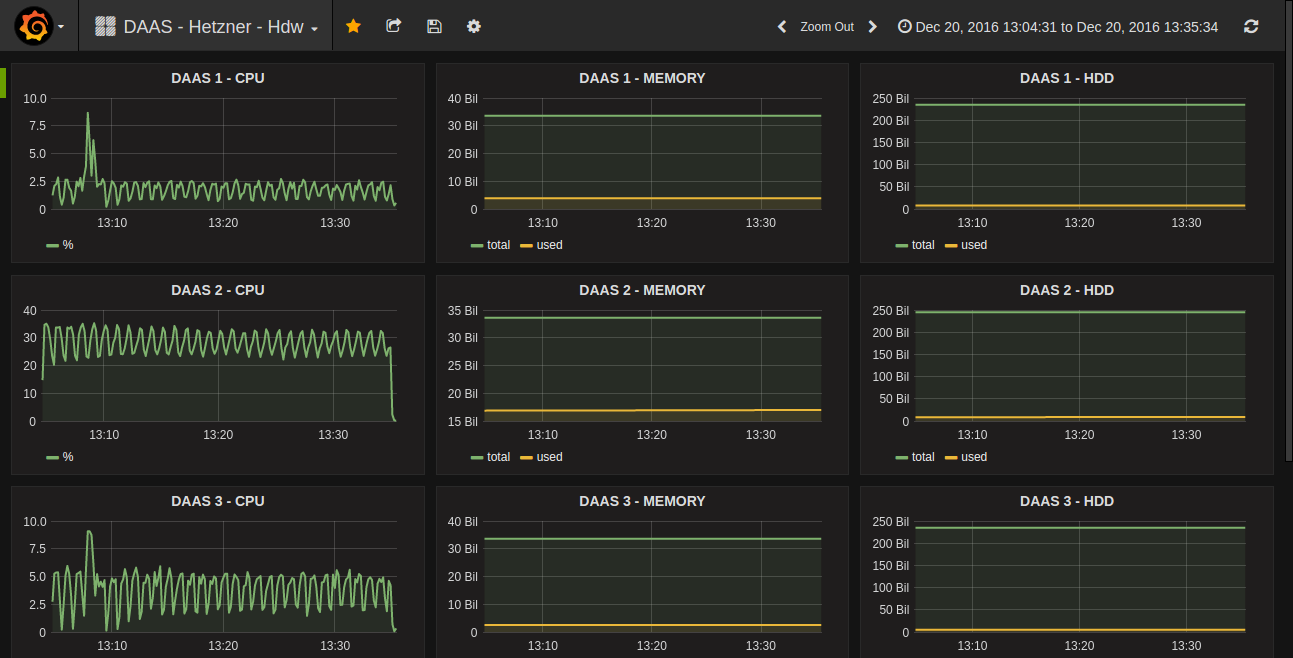 DAAS - Hetzner - Hdw Zoom Out Dec 20, 2016 13:04:31 to Dec 20, 2016 13:35:34
DAAS 1 - CPU
10.0
7.5
5.0
2.5
0
13:10 13:20 13:30
%
DAAS 1 - MEMORY
40 Bil
30 Bil
20 Bil
10 Bil
0
13:10 13:20 13:30
total used
DAAS 1 - HDD
250 Bil
200 Bil
150 Bil
100 Bil
50 Bil
0
13:10 13:20 13:30
total used
DAAS 2 - CPU
40
30
20
10
0
13:10 13:20 13:30
%
DAAS 2 - MEMORY
35 Bil
30 Bil
25 Bil
20 Bil
15 Bil
13:10 13:20 13:30
total used
DAAS 2 - HDD
250 Bil
200 Bil
150 Bil
100 Bil
50 Bil
0
13:10 13:20 13:30
total used
DAAS 3 - CPU
10.0
7.5
5.0
2.5
0
13:10 13:20 13:30
DAAS 3 - MEMORY
40 Bil
30 Bil
20 Bil
10 Bil
0
13:10 13:20 13:30
DAAS 3 - HDD
250 Bil
200 Bil
150 Bil
100 Bil
50 Bil
0
13:10 13:20 13:30